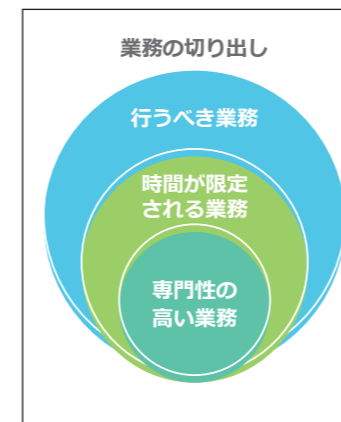 業務の切り出し
行うべき業務
時間が限定
される業務
専門性の
高い業務